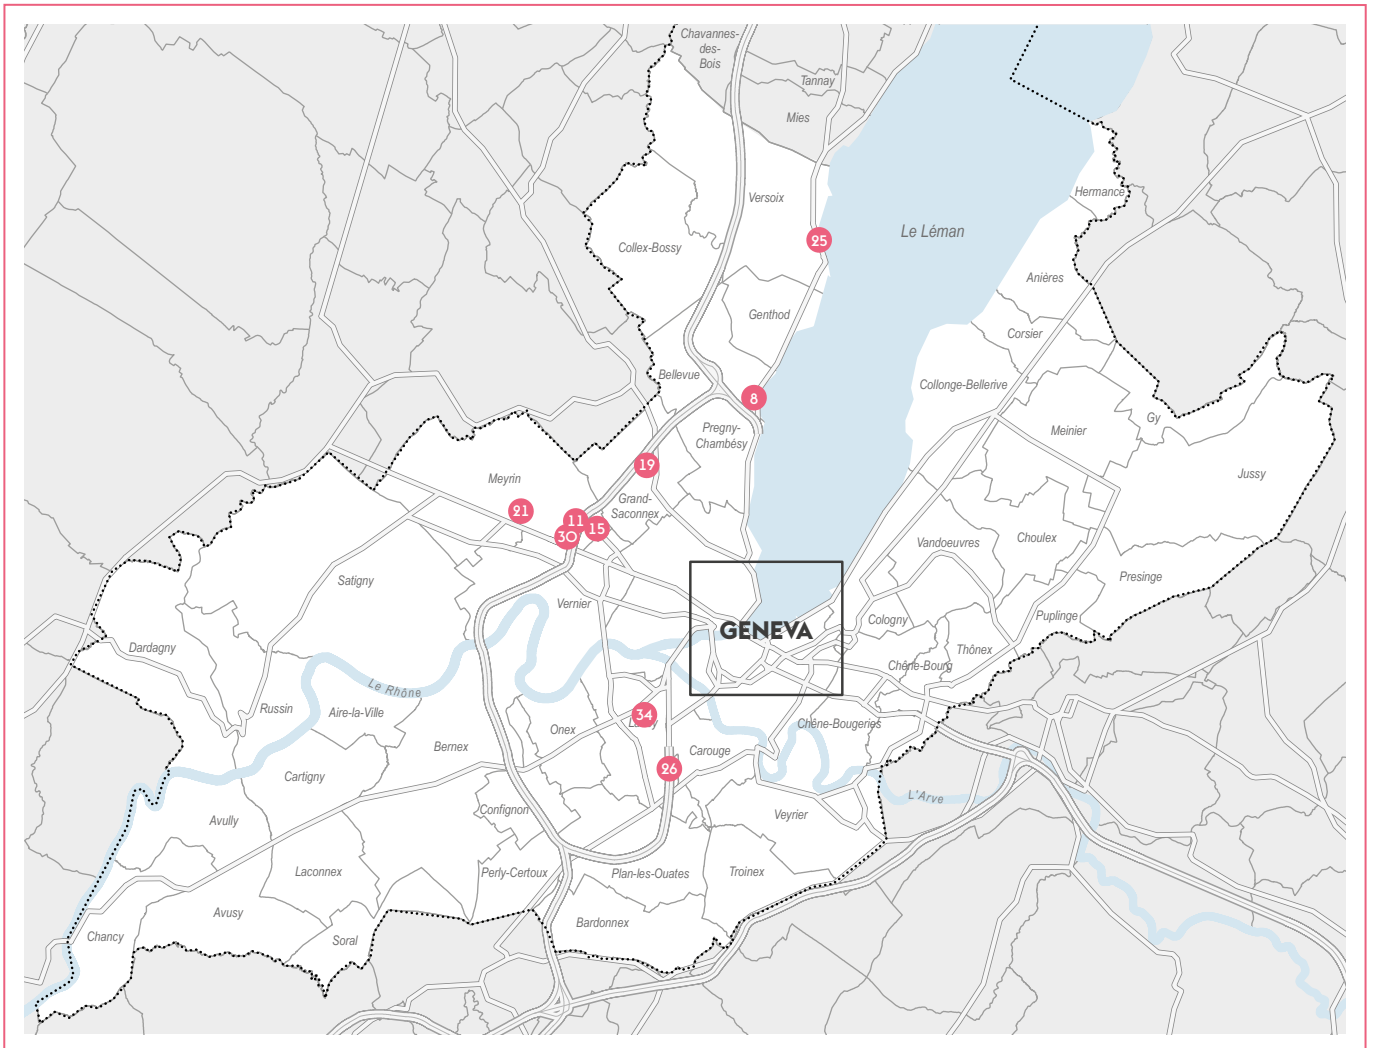 Chavannes-
des-
Bois
Tannay
Mies
Versoix
Hermance
Le Léman
25
Collex-Bossy
Anières
Genthod
Corsier
Bellevue
Collonge-Bellerive
8
Gy
Pregny-
Chambésy
Meinier
19
Meyrin
Jussy
Grand-
Saconnex
21
11
15
30
Choulex
Vandoeuvres
Satigny
Presinge
Vernier
Puplinge
Cologny
GENEVA
Dardagny
Thônex
Chêne-Bourg
Le Rhône
Russin
Aire-la-Ville
34
Onex
Chêne-Bougeries
Bernex
Carouge
26
Cartigny
L'Arve
Confignon
Veyrier
Avully
Laconnex
Perly-Certoux
Plan-les-Ouates
Troinex
Avusy
Bardonnex
Chancy
Soral